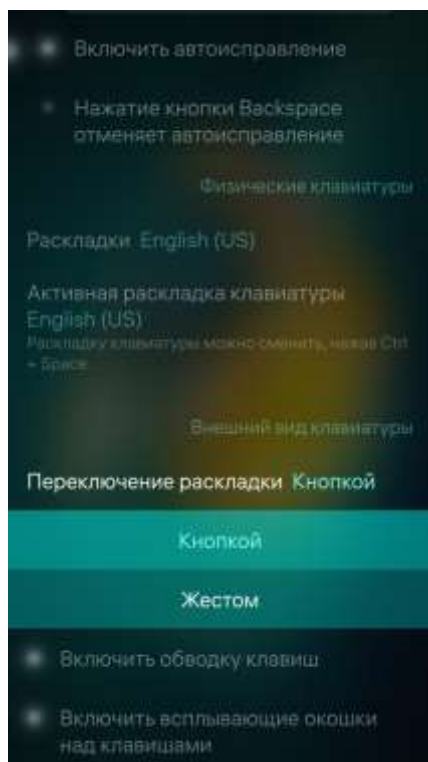 Включить автоисправление
Нажатие кнопки Backspace
отменяет автоисправление
Физические клавиатуры
Раскладки English (US)
Активная раскладка клавиатуры
English (US)
Раскладку клавиатуры можно сменить, нажав Ctrl
+ Space
Внешний вид клавиатуры
Переключение раскладки Кнопкой
Кнопкой
Жестом
Включить обводку клавиш
Включить всплывающие окошки
над клавишами